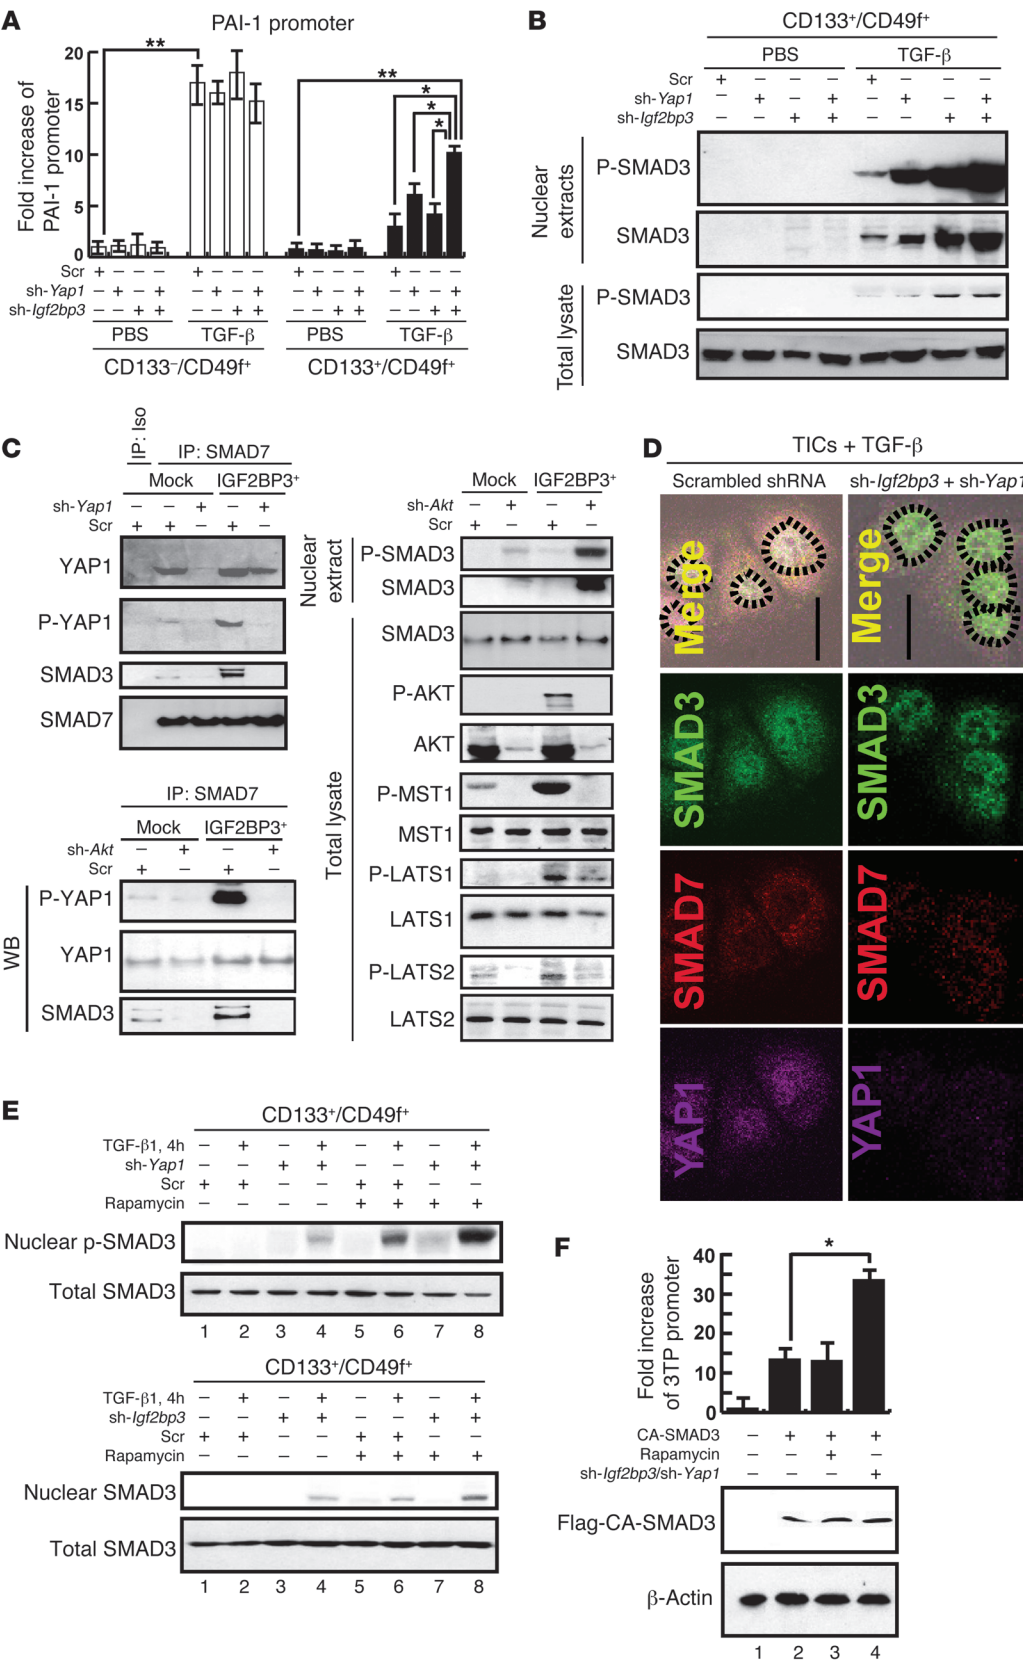 A
PAI-1 promoter
Fold increase of
PAI-1 promoter
20
15
10
5
0
**
**
*
*
*
Scr + – – – + – – – + – – – + – – –
sh-Yap1 – + – + – + – + – + – + – + – +
sh-Igf2bp3 – – + + – – + + – – + + – – + +
PBS TGF-β PBS TGF-β
CD133–/CD49f+ CD133+/CD49f+
B
CD133+/CD49f+
PBS TGF-β
Scr + – – – + – – –
sh-Yap1 – + – + – + – +
sh-Igf2bp3 – – + + – – + +
Nuclear
extracts
P-SMAD3
SMAD3
Total lysate
P-SMAD3
SMAD3
C
IP: Iso
IP: SMAD7
Mock IGF2BP3+
sh-Yap1 – – + – +
Scr + + – + –
YAP1
P-YAP1
SMAD3
SMAD7
IP: SMAD7
Mock IGF2BP3+
sh-Akt – + – +
Scr + – + –
WB
P-YAP1
YAP1
SMAD3
Mock IGF2BP3+
sh-Akt – + – +
Scr + – + –
Nuclear
extract
P-SMAD3
SMAD3
Total lysate
SMAD3
P-AKT
AKT
P-MST1
MST1
P-LATS1
LATS1
P-LATS2
LATS2
D
TICs + TGF-β
Scrambled shRNA sh-Igf2bp3 + sh-Yap1
Merge Merge
SMAD3 SMAD3
SMAD7 SMAD7
YAP1 YAP1
E
CD133+/CD49f+
TGF-β1, 4h – + – + – + – +
sh-Yap1 – – + + – – + +
Scr + + – – + + – –
Rapamycin – – – – + + + +
Nuclear p-SMAD3
Total SMAD3
1 2 3 4 5 6 7 8
CD133+/CD49f+
TGF-β1, 4h – + – + – + – +
sh-Igf2bp3 – – + + – – + +
Scr + + – – + + – –
Rapamycin – – – – + + + +
Nuclear SMAD3
Total SMAD3
1 2 3 4 5 6 7 8
F
Fold increase
of 3TP promoter
40
30
20
10
0
*
CA-SMAD3 – + + +
Rapamycin – – + –
sh-Igf2bp3/sh-Yap1 – – – +
Flag-CA-SMAD3
β-Actin
1 2 3 4